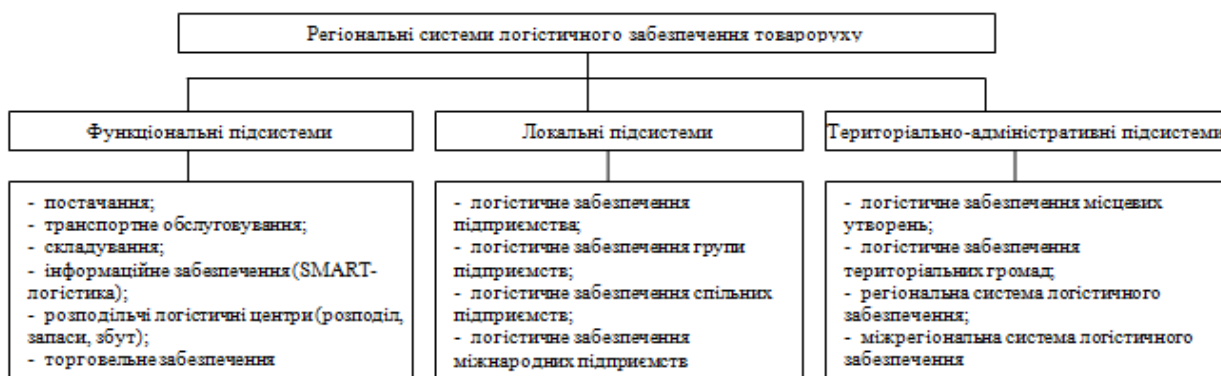 Регіональні системи логістичного забезпечення товароруху
Функціональні підсистеми
- постачання;
- транспортне обслуговування;
- складування;
- інформаційне забезпечення (SMART-
логістика);
- розподільчі логістичні центри (розподіл,
запаси, збут);
- торговельне забезпечення
Локальні підсистеми
- логістичне забезпечення
підприємства;
- логістичне забезпечення групи
підприємств;
- логістичне забезпечення спільних
підприємств;
- логістичне забезпечення
міжнародних підприємств
Територіально-адміністративні підсистеми
- логістичне забезпечення місцевих
утворень;
- логістичне забезпечення
територіальних громад;
- регіональна система логістичного
забезпечення;
- міжрегіональна система логістичного
забезпечення